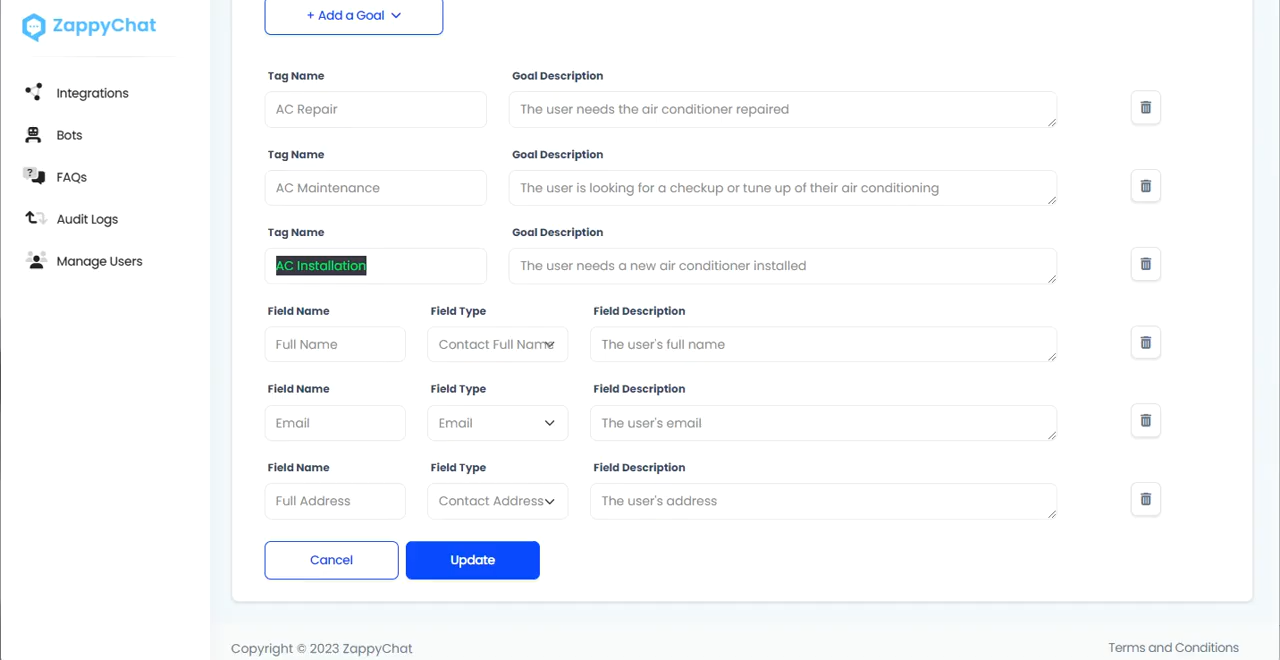 ZappyChat
Integrations
Bots
FAQs
Audit Logs
Manage Users
+ Add a Goal
Tag Name Goal Description
AC Repair The user needs the air conditioner repaired
Tag Name Goal Description
AC Maintenance The user is looking for a checkup or tune up of their air conditioning
Tag Name Goal Description
AC Installation The user needs a new air conditioner installed
Field Name Field Type Field Description
Full Name Contact Full Name The user's full name
Field Name Field Type Field Description
Email Email The user's email
Field Name Field Type Field Description
Full Address Contact Address The user's address
Cancel Update
Copyright © 2023 ZappyChat Terms and Conditions